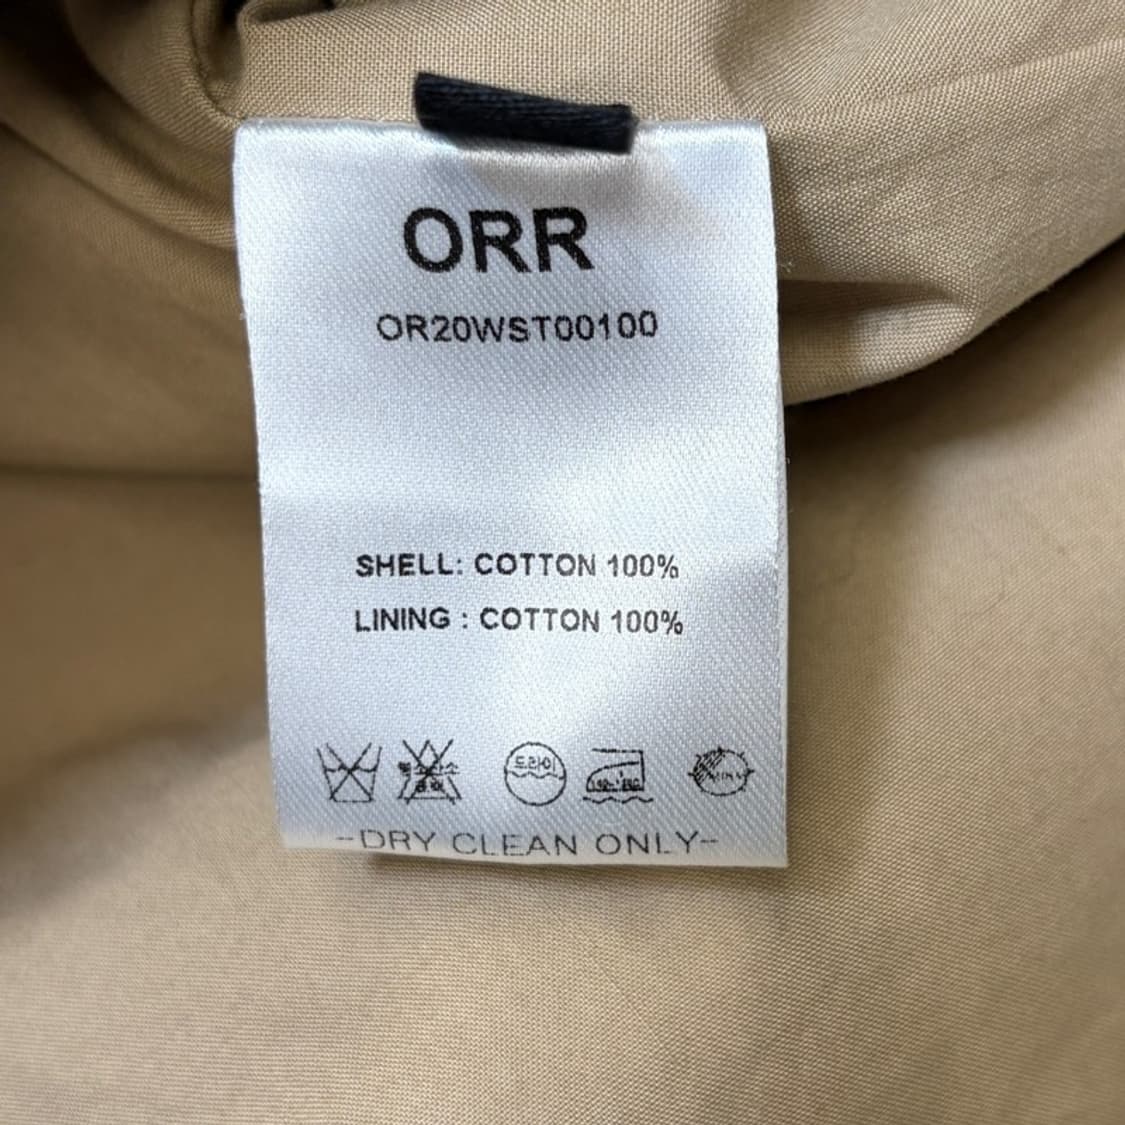 ORR
OR20WST00100
SHELL: COTTON 100%
LINING : COTTON 100%
드라이
-DRY CLEAN ONLY-